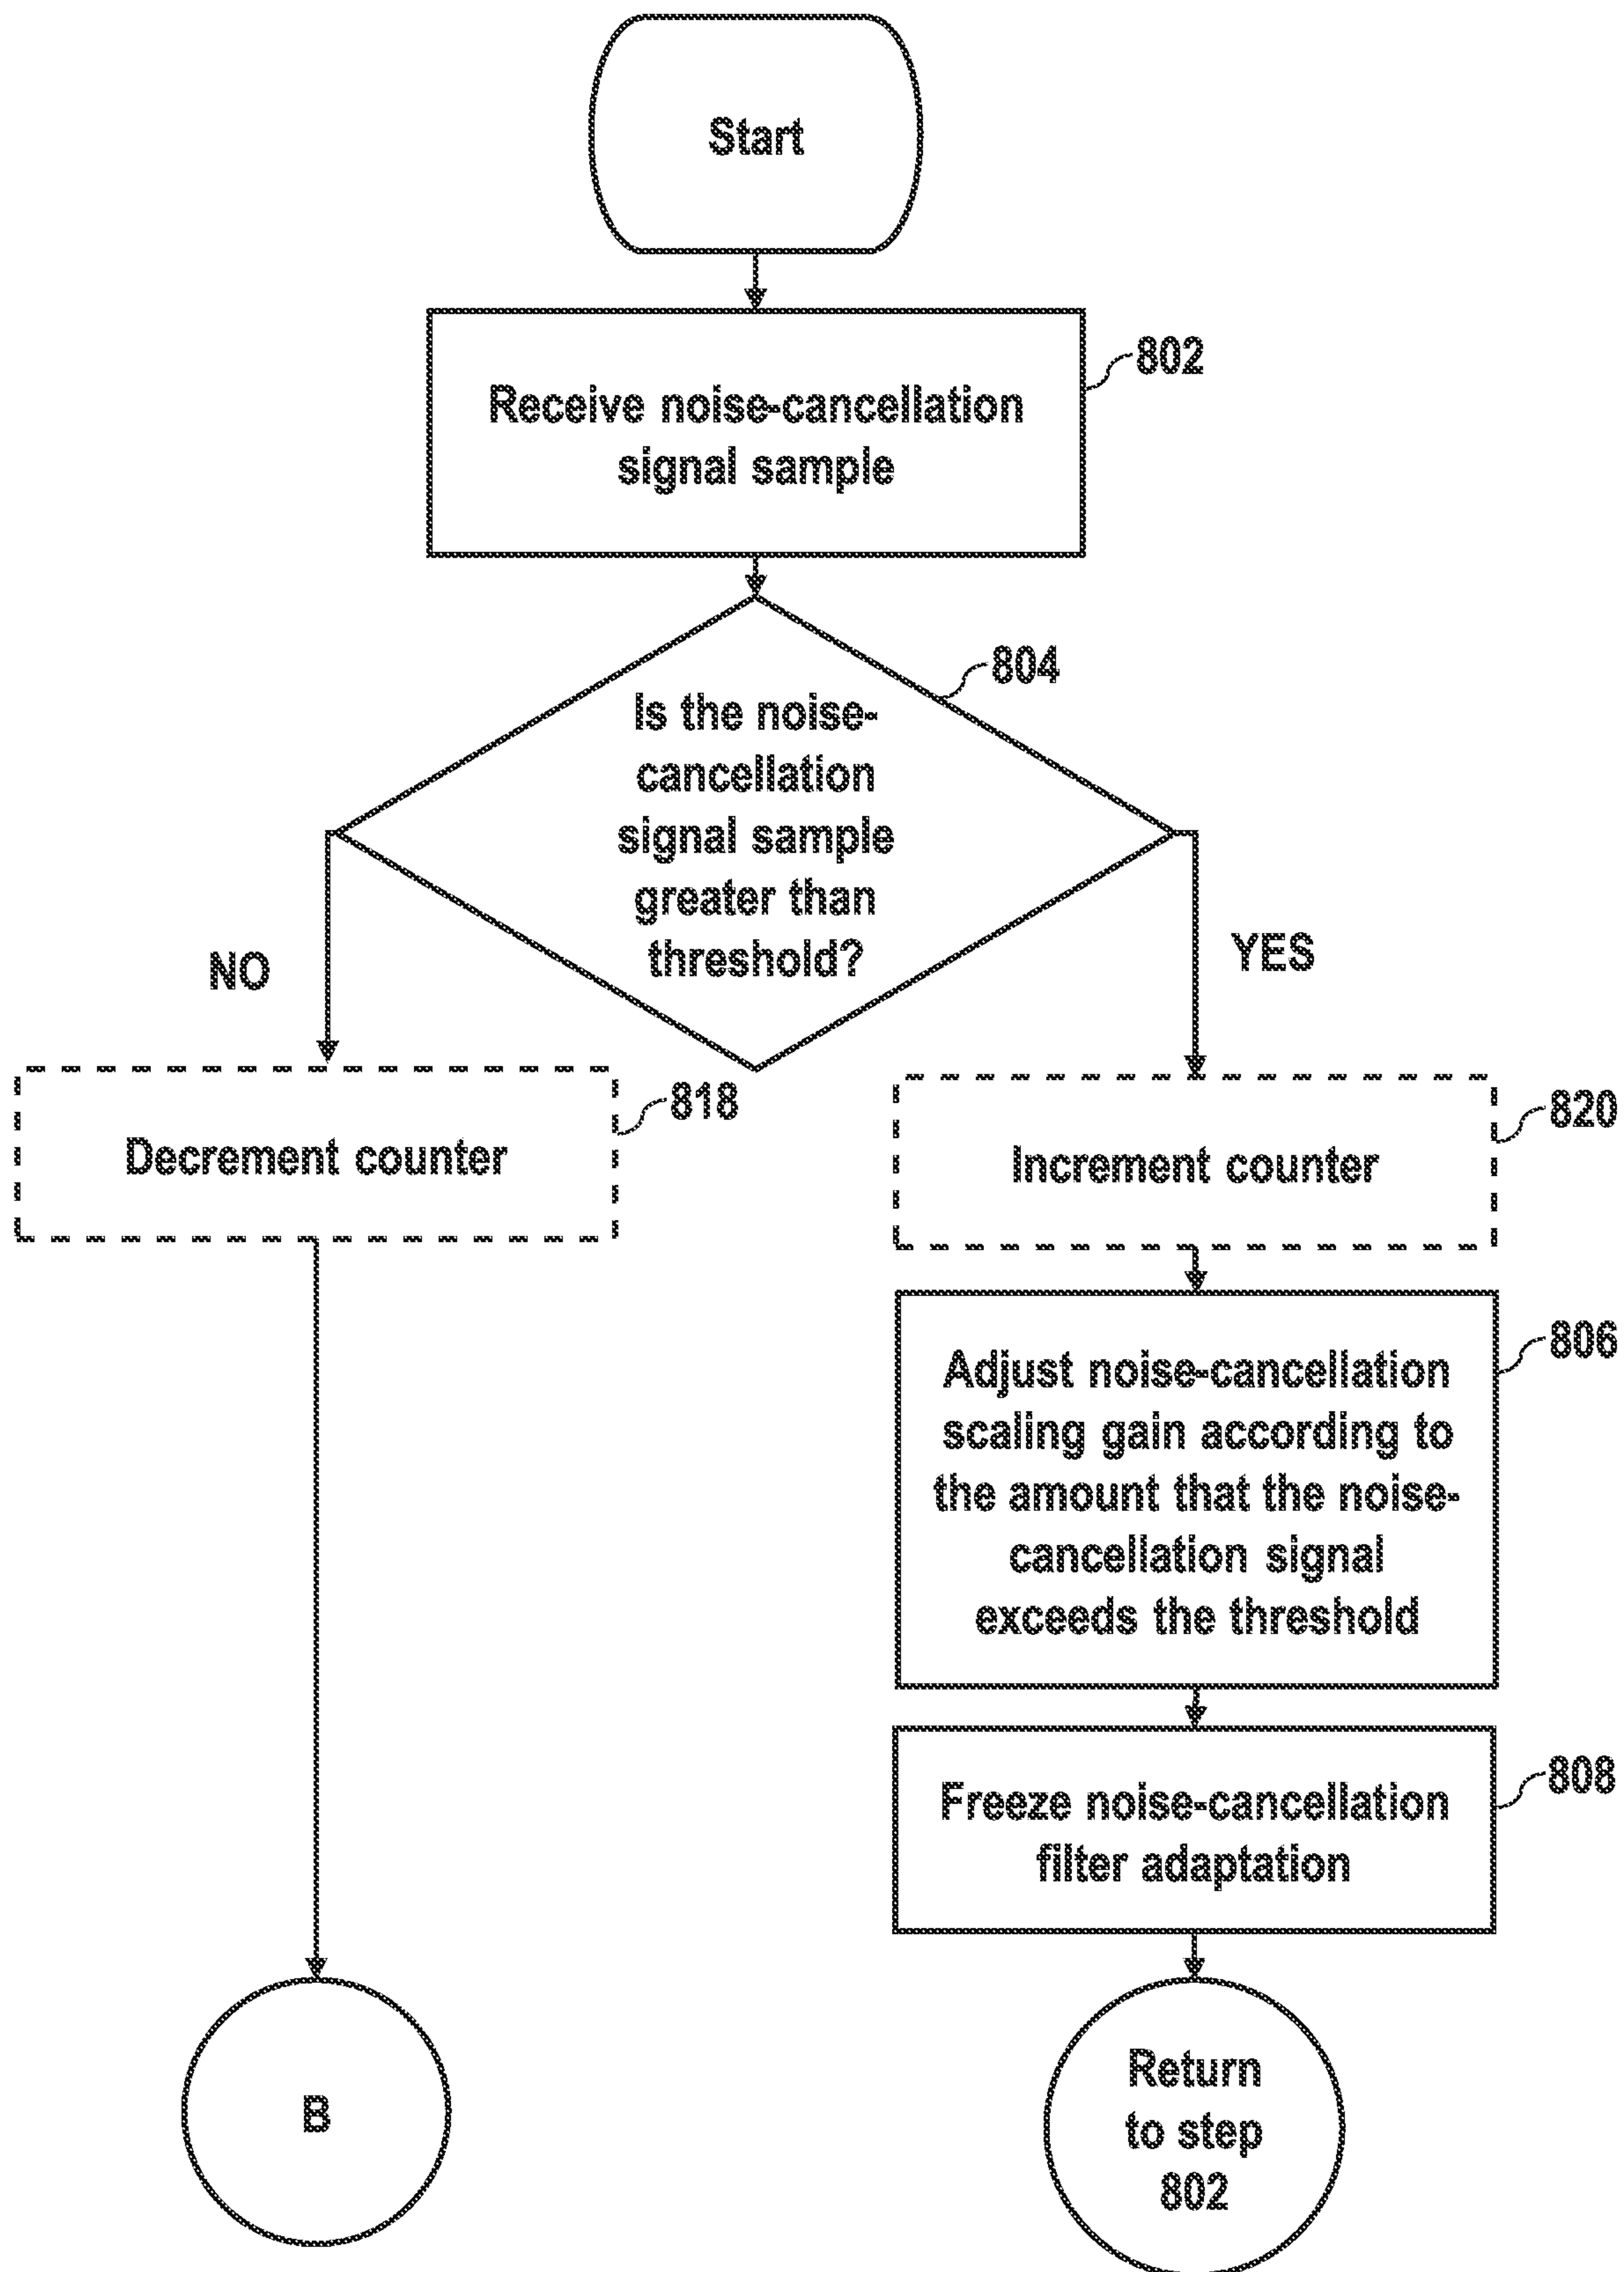 Start
802
Receive noise-cancellation
signal sample
804
Is the noise-
cancellation
signal sample
greater than
threshold?
NO
YES
818
Decrement counter
820
Increment counter
806
Adjust noise-cancellation
scaling gain according to
the amount that the noise-
cancellation signal
exceeds the threshold
808
Freeze noise-cancellation
filter adaptation
B
Return
to step
802